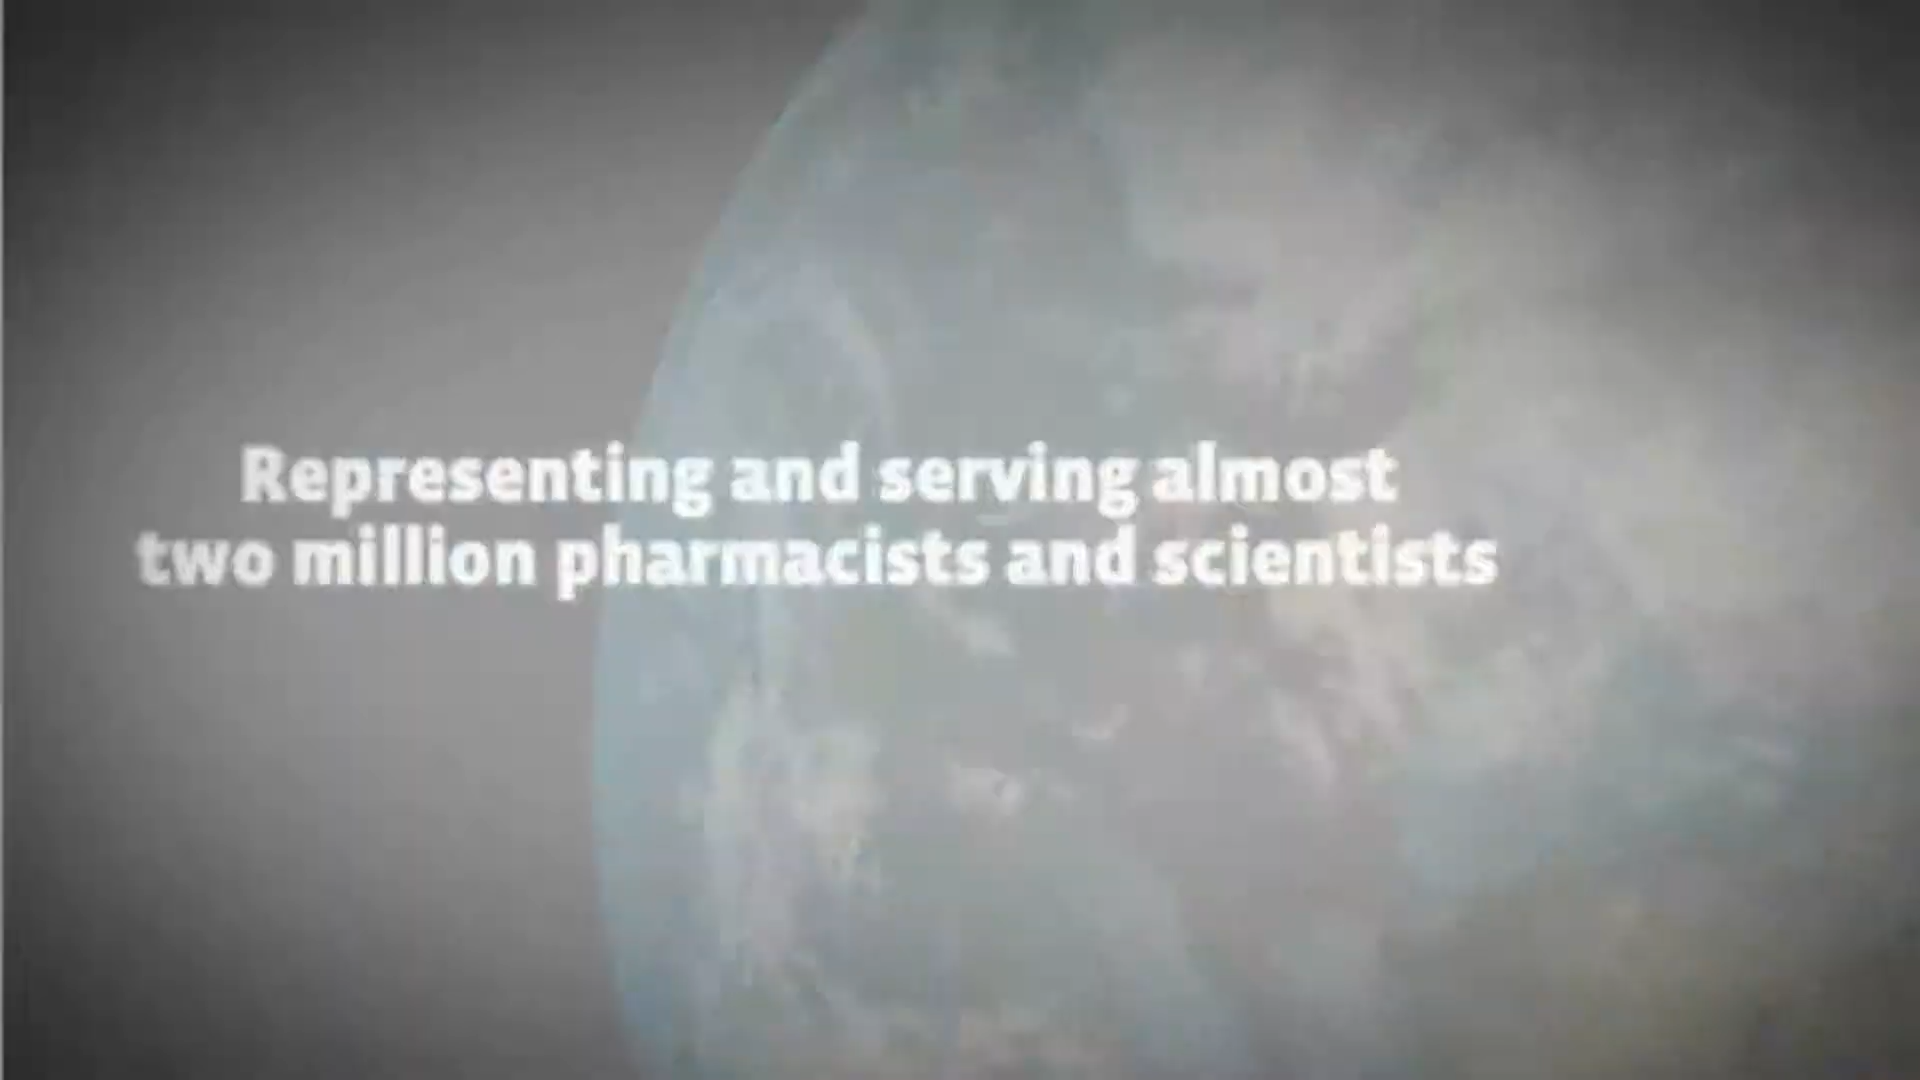 Representing and serving almost
two million pharmacists and scientists